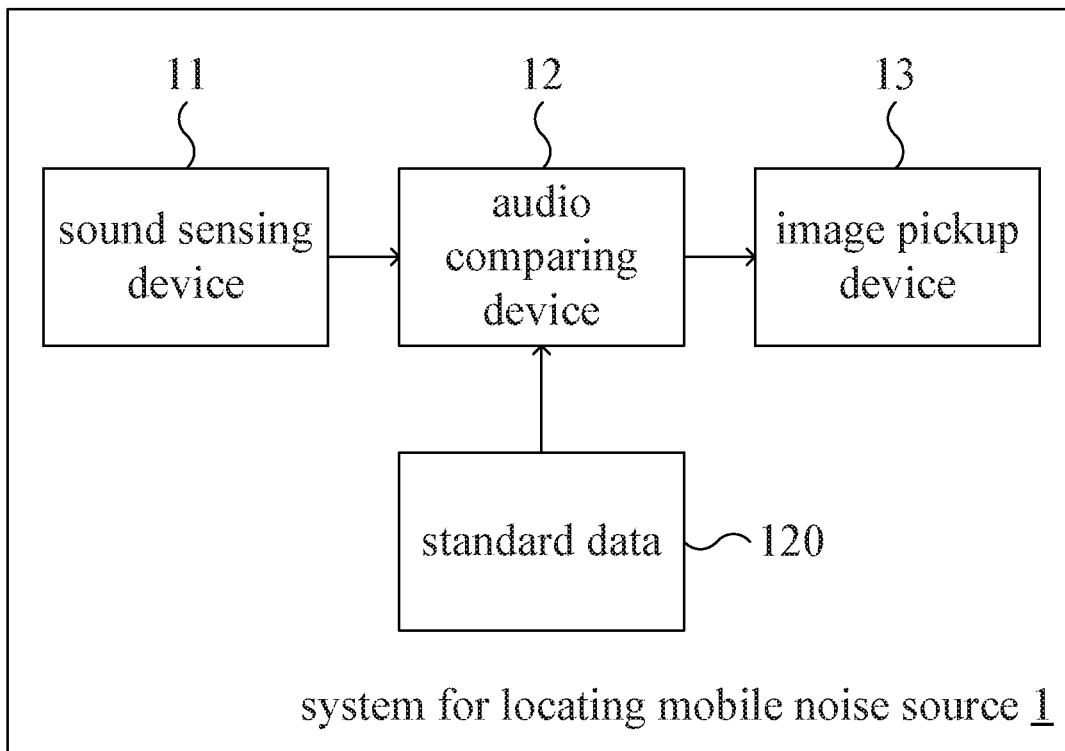 11
12
13
sound sensing
device
audio
comparing
device
image pickup
device
standard data
120
system for locating mobile noise source 1